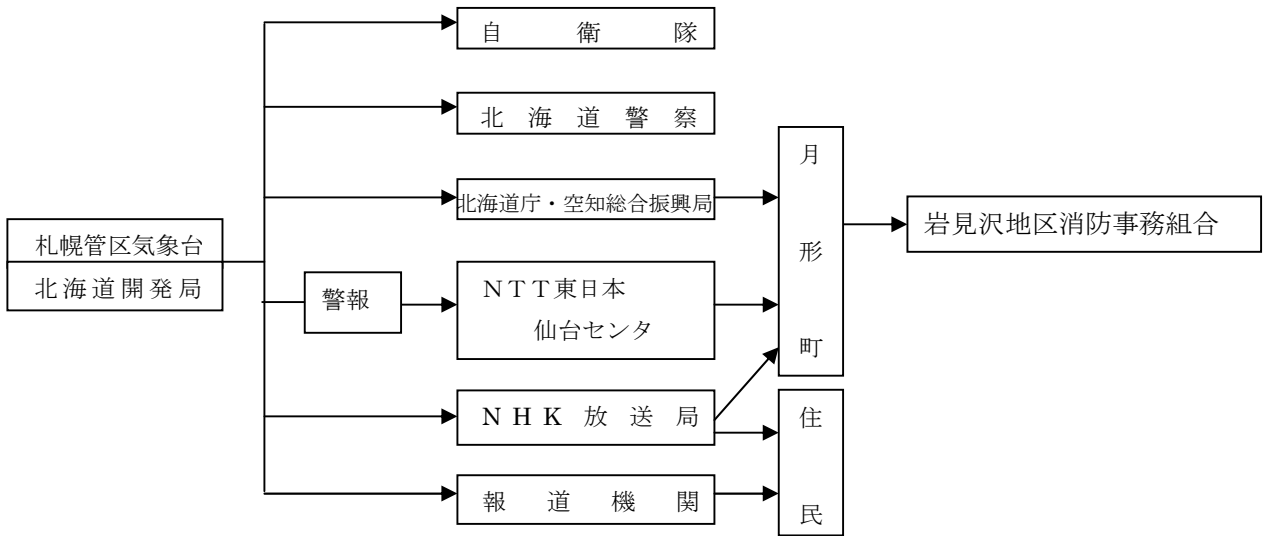 自衛隊
北海道警察
北海道庁・空知総合振興局
札幌管区気象台
北海道開発局
警報
NTT東日本
仙台センタ
NHK放送局
報道機関
月形町
住民
岩見沢地区消防事務組合